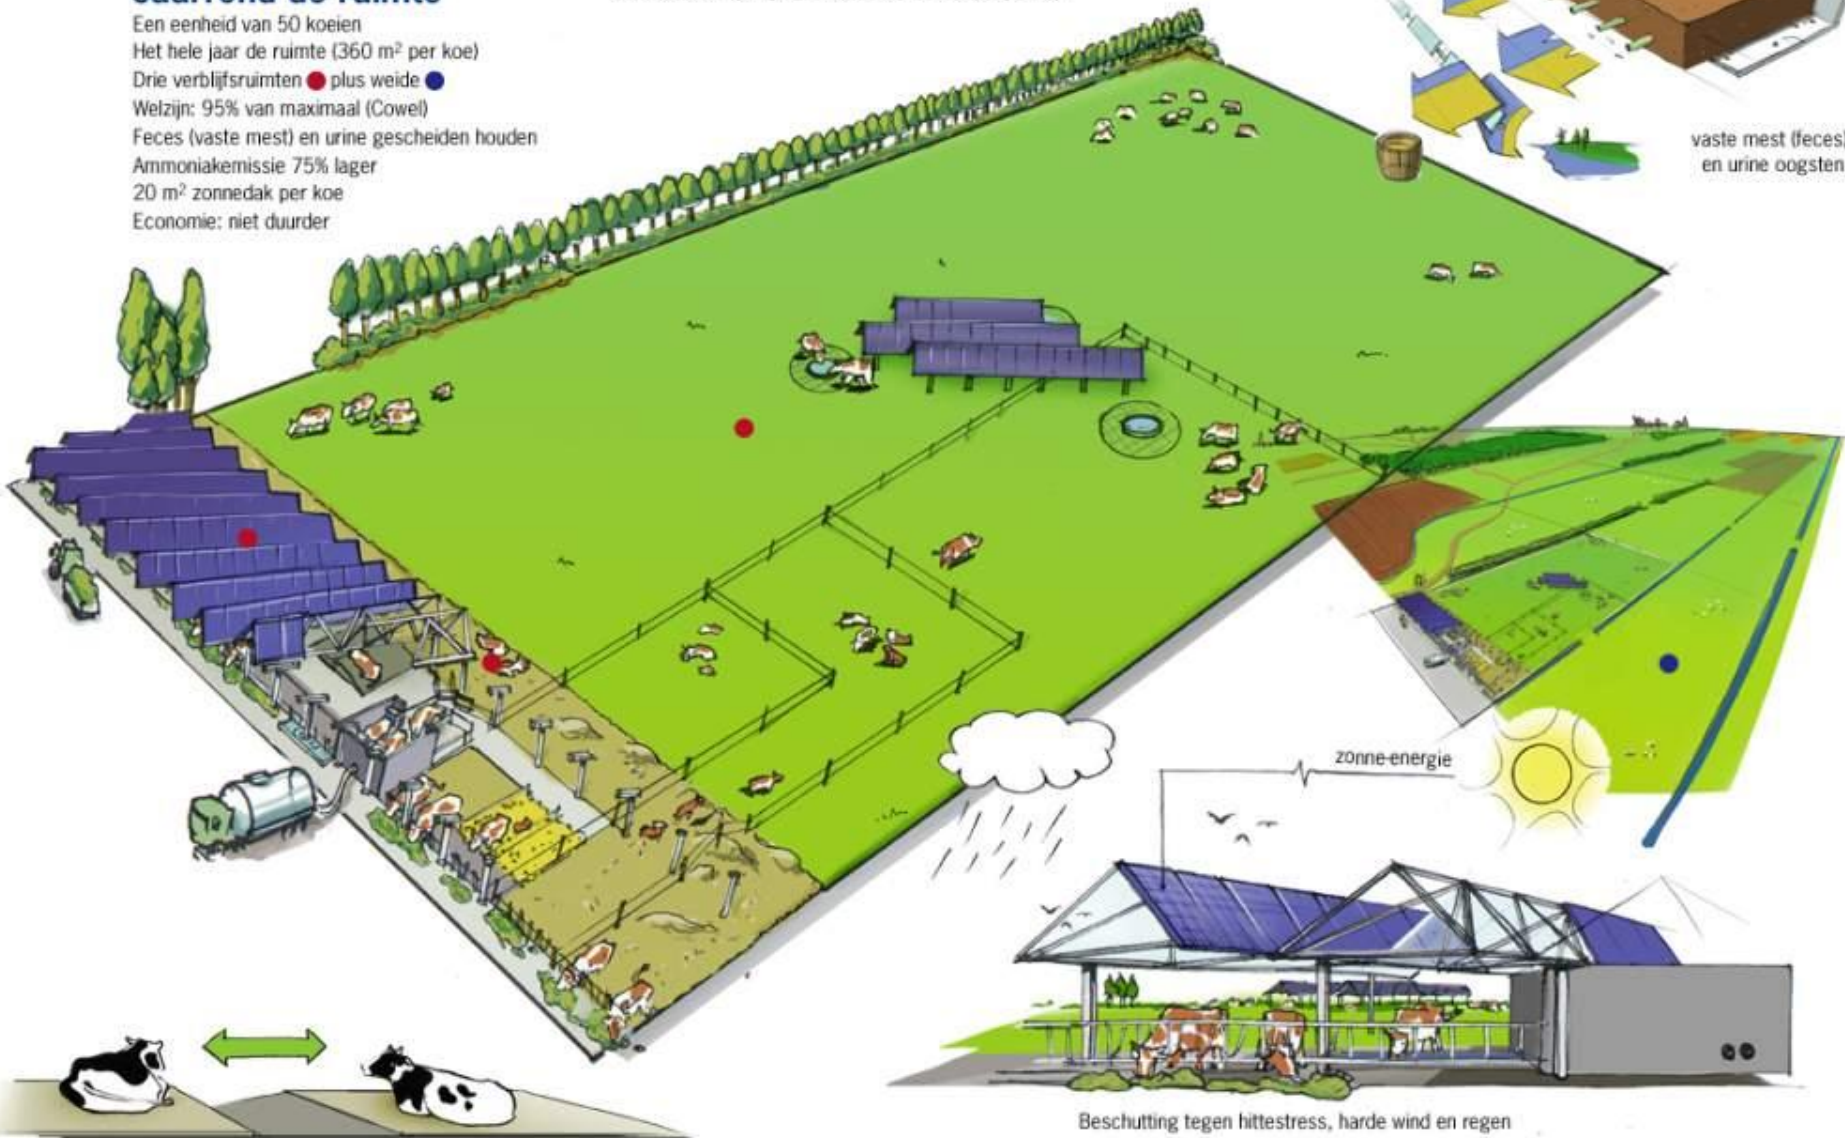 Een eenheid van 50 koeien
Het hele jaar de ruimte (360 m² per koe)
Drie verblijfsruimten plus weide
Welzijn: 95% van maximaal (Cowel)
Feces (vaste mest) en urine gescheiden houden
Ammoniakemissie 75% lager
20 m² zonnedak per koe
Economie: niet duurder
vaste mest (feces)
en urine oogsten
zonne-energie
Beschutting tegen hittestress, harde wind en regen